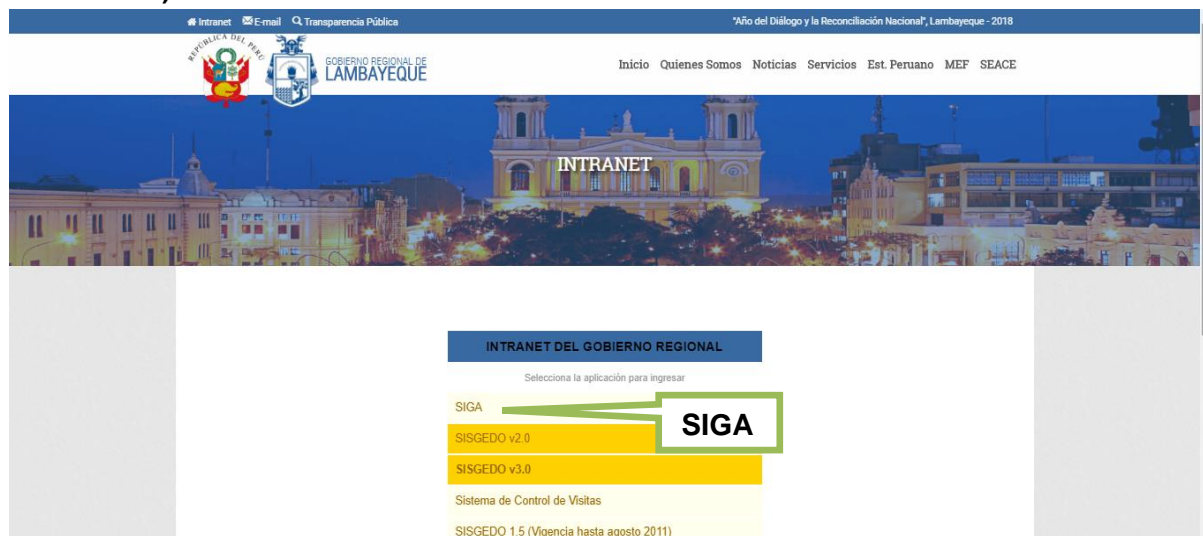 Intranet E-mail Transparencia Pública
"Año del Diálogo y la Reconciliación Nacional", Lambayeque - 2018
REPÚBLICA DEL PERÚ
GOBIERNO REGIONAL DE
LAMBAYEQUE
Inicio Quienes Somos Noticias Servicios Est. Peruano MEF SEACE
INTRANET
INTRANET DEL GOBIERNO REGIONAL
Selecciona la aplicación para ingresar
SIGA
SIGA
SISGEDO v2.0
SISGEDO v3.0
Sistema de Control de Visitas
SISGEDO 1.5 (Vigencia hasta agosto 2011)